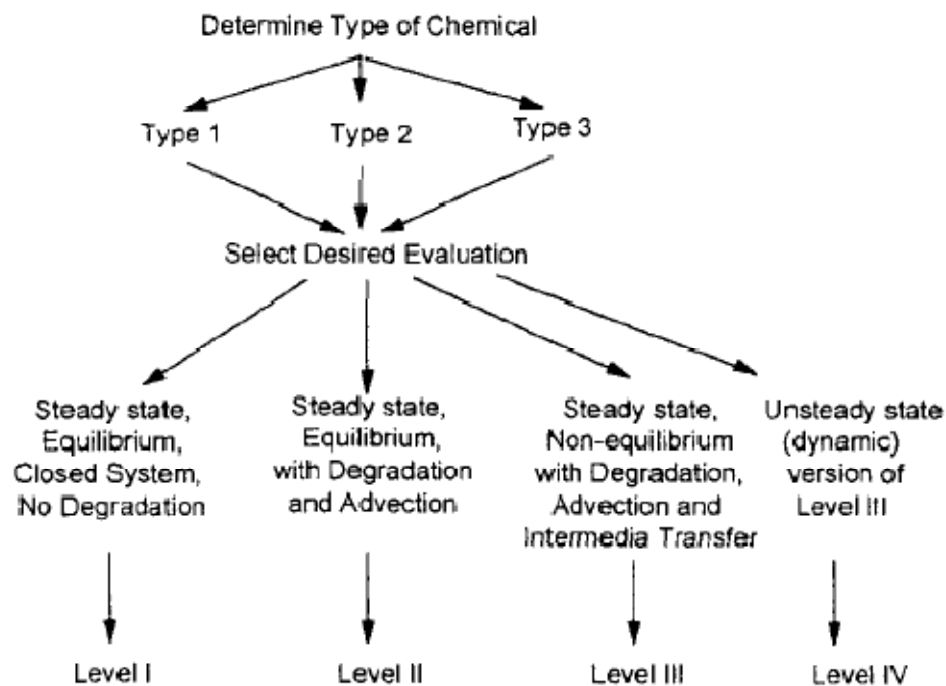 Determine Type of Chemical
Type 1
Type 2
Type 3
Select Desired Evaluation
Steady state,
Equilibrium,
Closed System,
No Degradation
Steady state,
Equilibrium,
with Degradation
and Advection
Steady state,
Non-equilibrium
with Degradation,
Advection and
Intermedia Transfer
Unsteady state
(dynamic)
version of
Level III
Level I
Level II
Level III
Level IV